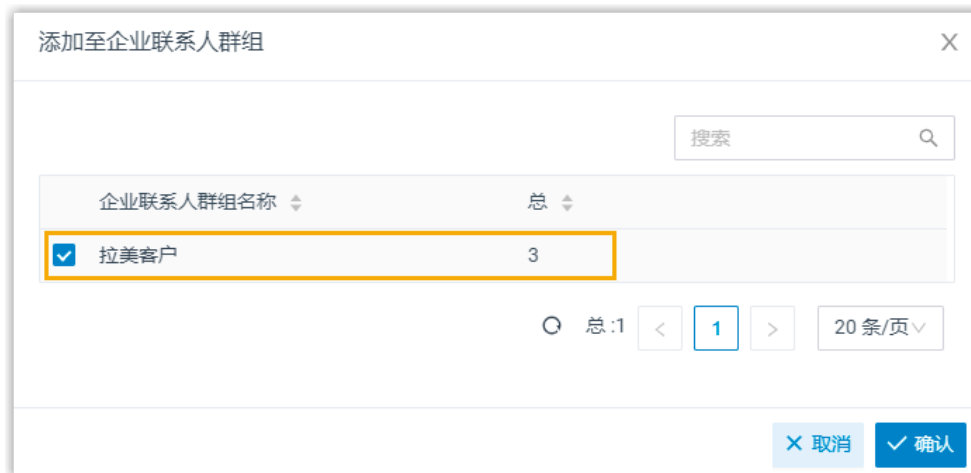 添加至企业联系人群组
搜索
企业联系人群组名称 总
拉美客户 3
总 :1 < 1 > 20 条/页
取消 确认